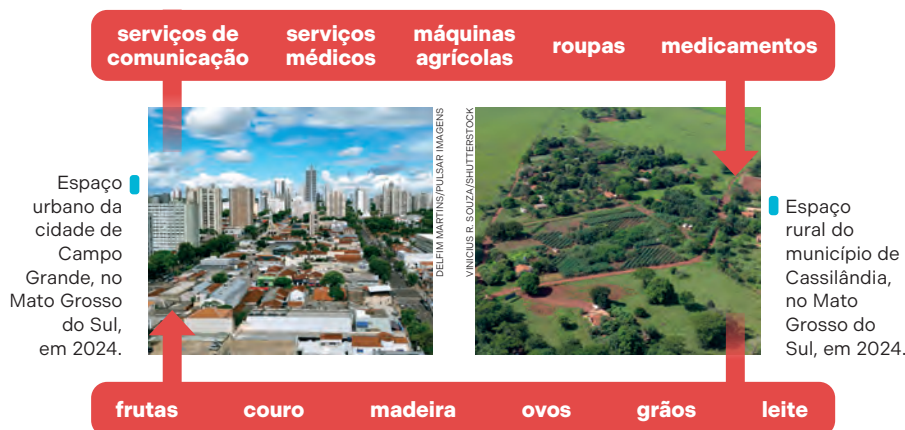 serviços de
comunicação
serviços
médicos
máquinas
agrícolas
roupas
medicamentos
DELFIM MARTINS/PULSAR IMAGENS
VINICIUS R. SOUZA/SHUTTERSTOCK
Espaço
urbano da
cidade de
Campo
Grande, no
Mato Grosso
do Sul,
em 2024.
Espaço
rural do
município de
Cassilândia,
no Mato
Grosso do
Sul, em 2024.
frutas
couro
madeira
ovos
grãos
leite